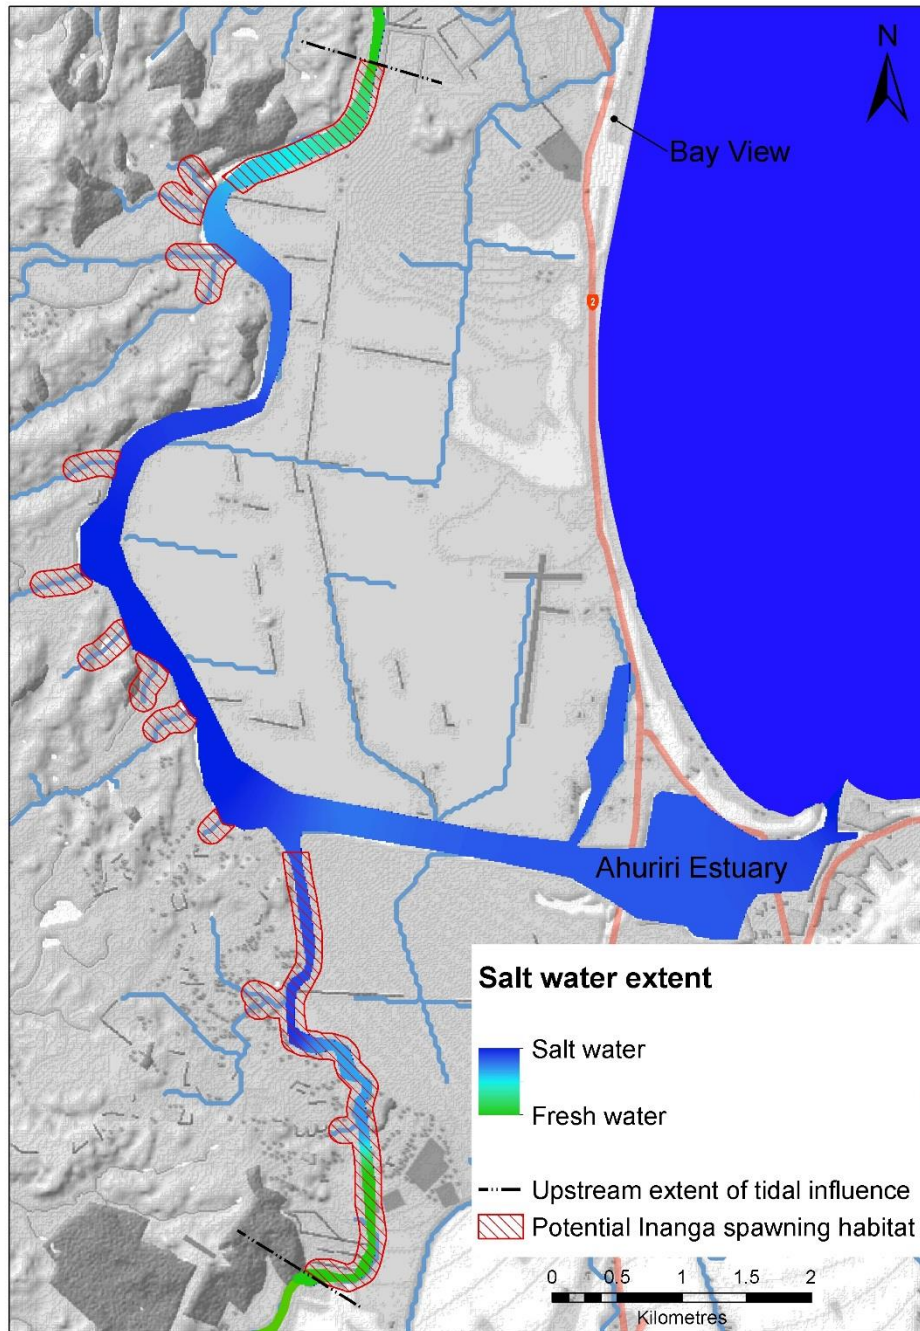 N
Bay View
2
Ahuriri Estuary
Salt water extent
Salt water
Fresh water
Upstream extent of tidal influence
Potential Inanga spawning habitat
0 0.5 1 1.5 2
Kilometres